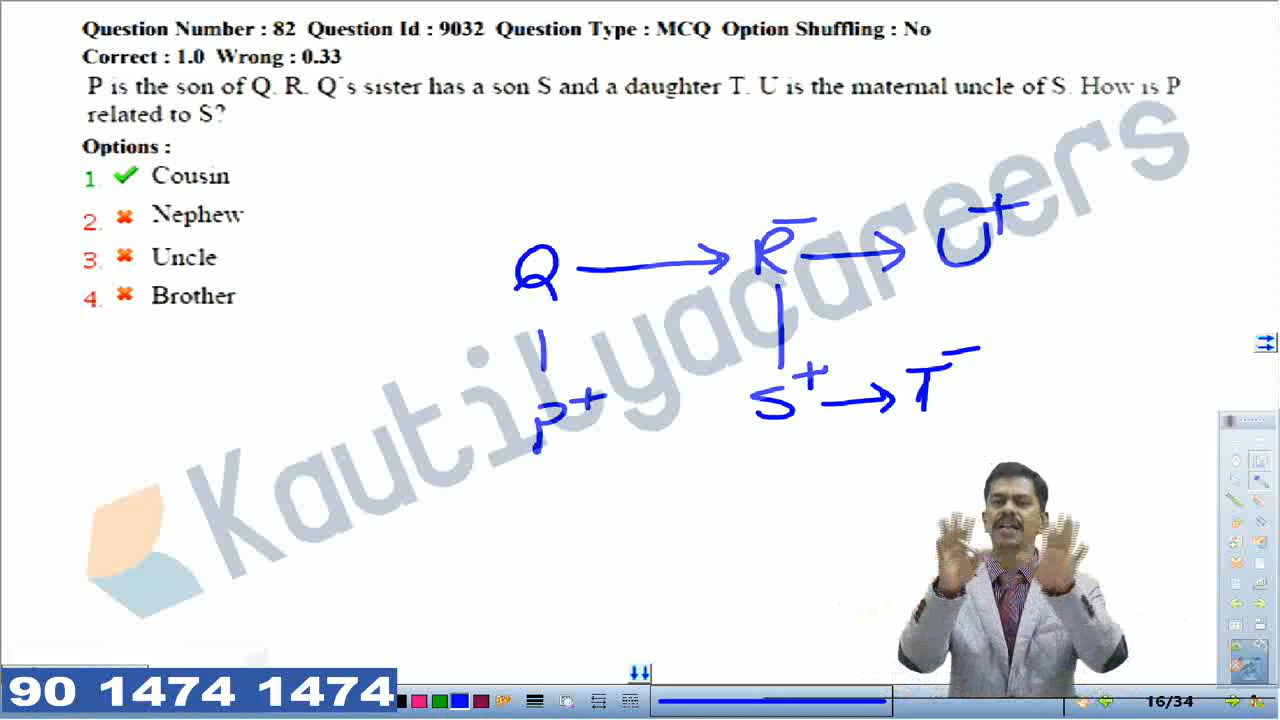 Question Number : 82 Question Id : 9032 Question Type : MCQ Option Shuffling : No
Correct : 1.0 Wrong : 0.33
P is the son of Q. R. Q`s sister has a son S and a daughter T. U is the maternal uncle of S. How is P
related to S?
Options :
1. Cousin
2. Nephew
3. Uncle
4. Brother
Q R − U +
P + S + T −
Kautilyacareers
90 1474 1474
16/34